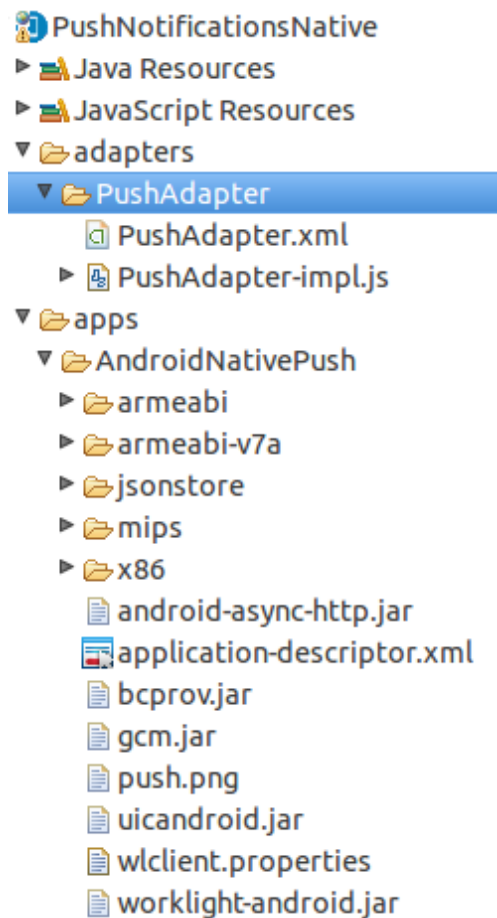 PushNotificationsNative
Java Resources
JavaScript Resources
adapters
PushAdapter
PushAdapter.xml
PushAdapter-impl.js
apps
AndroidNativePush
armeabi
armeabi-v7a
jsonstore
mips
x86
android-async-http.jar
application-descriptor.xml
bcprov.jar
gcm.jar
push.png
uicandroid.jar
wlclient.properties
worklight-android.jar